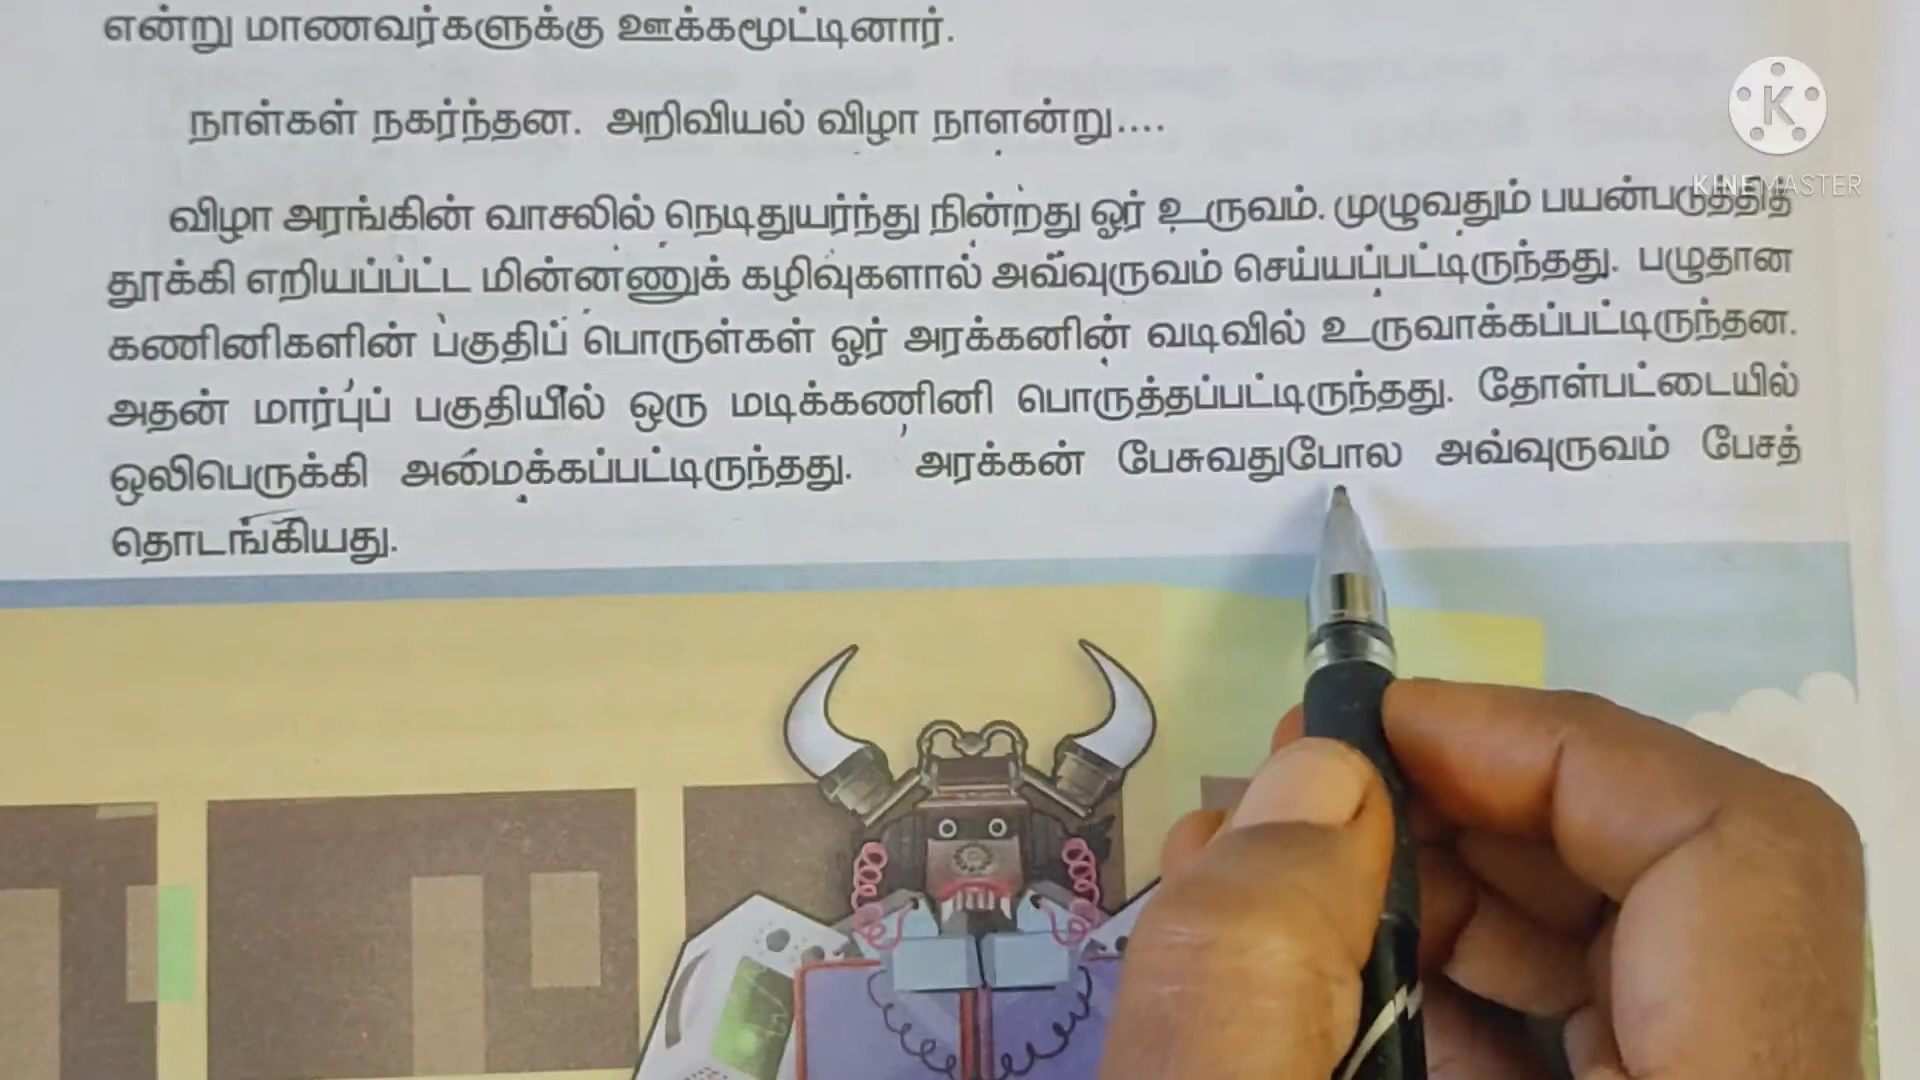 என்று மாணவர்களுக்கு ஊக்கமூட்டினார்.
நாள்கள் நகர்ந்தன. அறிவியல் விழா நாளன்று....
விழா அரங்கின் வாசலில் நெடிதுயர்ந்து நின்றது ஓர் உருவம். முழுவதும் பயன்படுத்தித்
தூக்கி எறியப்பட்ட மின்னணுக் கழிவுகளால் அவ்வுருவம் செய்யப்பட்டிருந்தது. பழுதான
கணினிகளின் பகுதிப் பொருள்கள் ஓர் அரக்கனின் வடிவில் உருவாக்கப்பட்டிருந்தன.
அதன் மார்புப் பகுதியில் ஒரு மடிக்கணினி பொருத்தப்பட்டிருந்தது. தோள்பட்டையில்
ஒலிபெருக்கி அமைக்கப்பட்டிருந்தது. அரக்கன் பேசுவதுபோல அவ்வுருவம் பேசத்
தொடங்கியது.
K
KINEMASTER